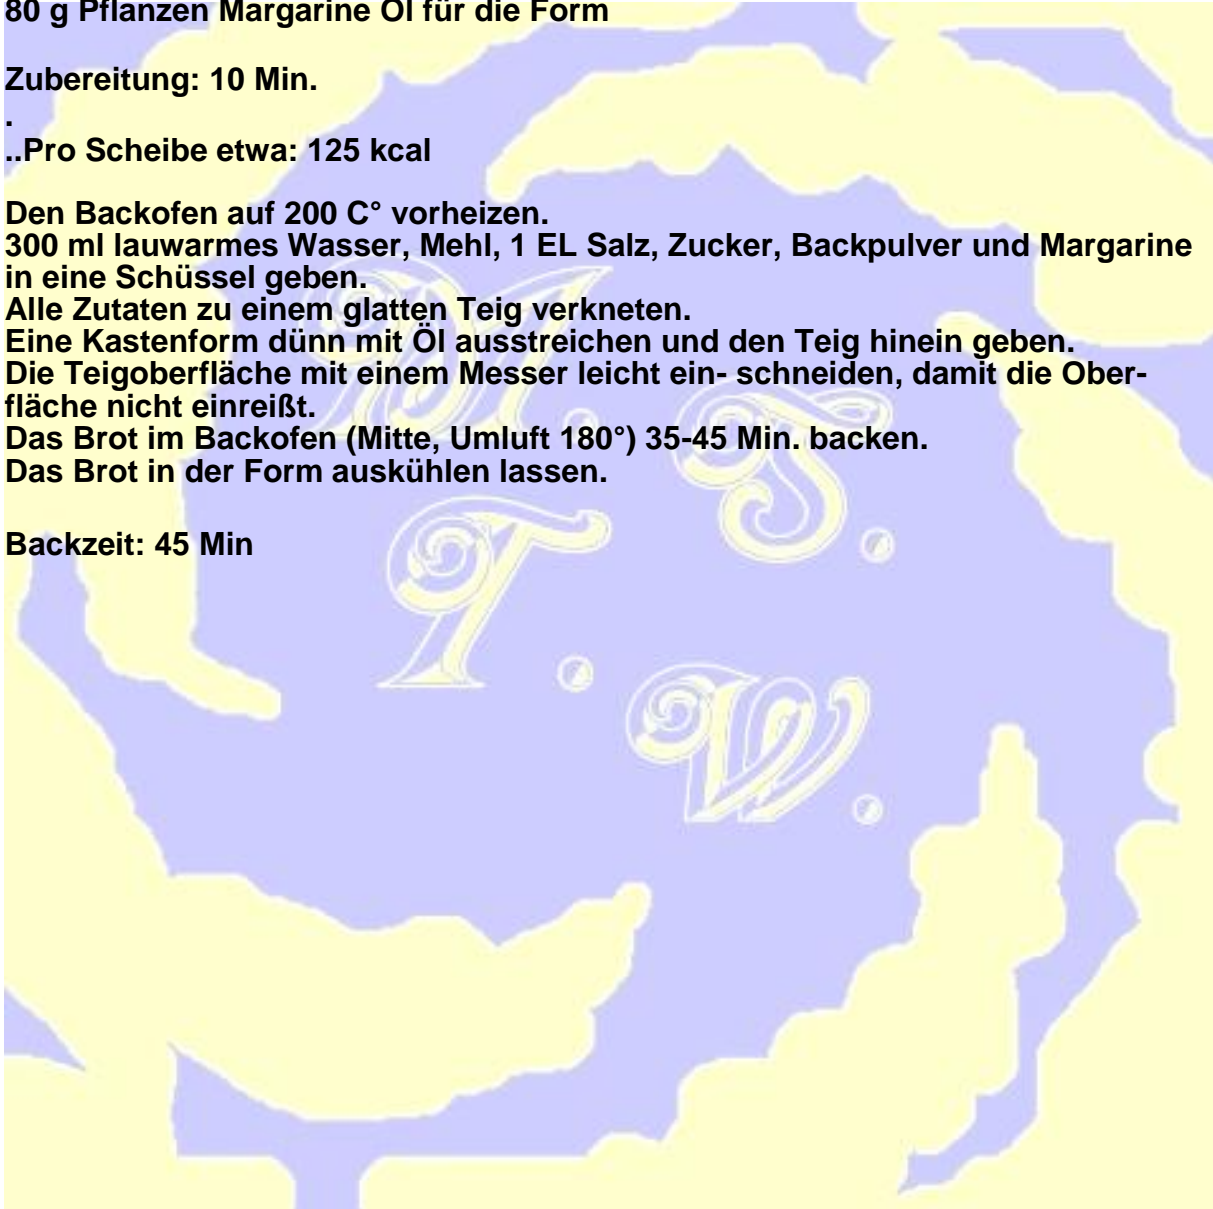 80 g Pflanzen Margarine Öl für die Form
Zubereitung: 10 Min.
.
..Pro Scheibe etwa: 125 kcal
Den Backofen auf 200 C° vorheizen.
300 ml lauwarmes Wasser, Mehl, 1 EL Salz, Zucker, Backpulver und Margarine
in eine Schüssel geben.
Alle Zutaten zu einem glatten Teig verkneten.
Eine Kastenform dünn mit Öl ausstreichen und den Teig hinein geben.
Die Teigoberfläche mit einem Messer leicht ein- schneiden, damit die Ober-
fläche nicht einreißt.
Das Brot im Backofen (Mitte, Umluft 180°) 35-45 Min. backen.
Das Brot in der Form auskühlen lassen.
Backzeit: 45 Min
M. S.
T. W.